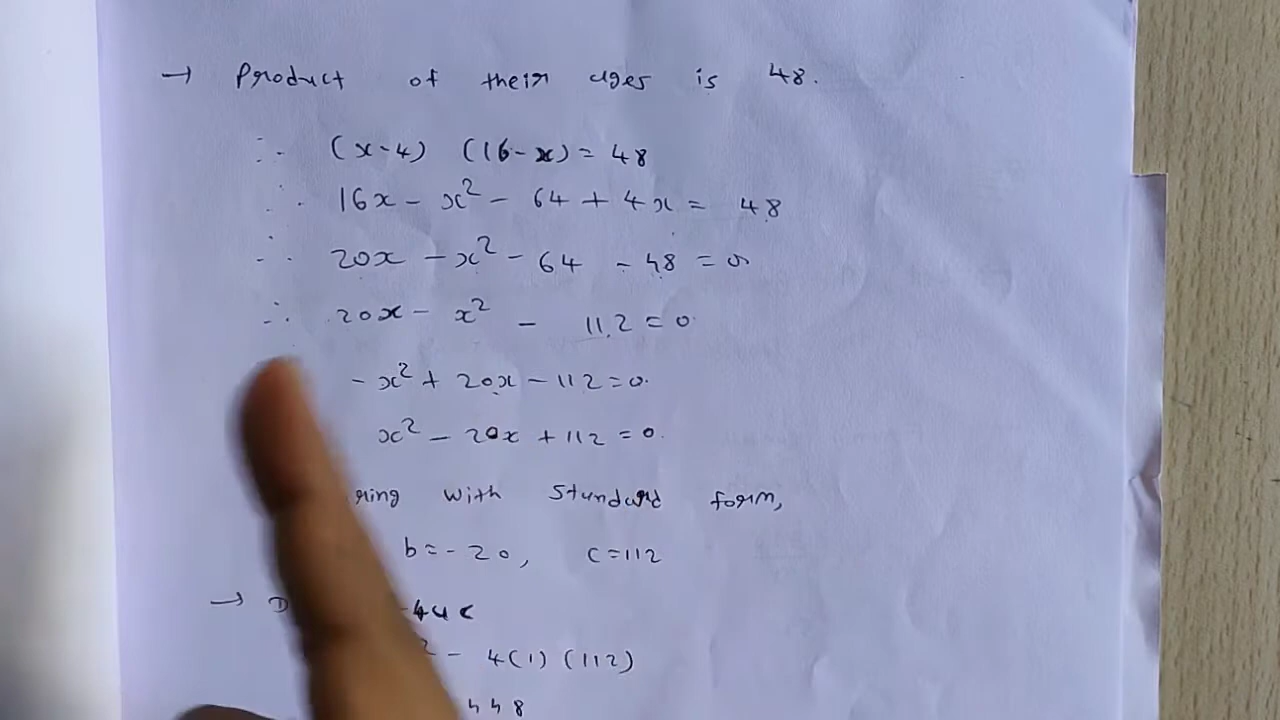 → Product of their ages is 48.
∴ (x-4) (16-x) = 48
∴ 16x - x² - 64 + 4x = 48
∴ 20x - x² - 64 - 48 = 0
∴ 20x - x² - 112 = 0
- x² + 20x - 112 = 0.
x² - 20x + 112 = 0.
ring with standard form,
b = - 20, c = 112
→ D - 4ac
² - 4(1) (112)
448